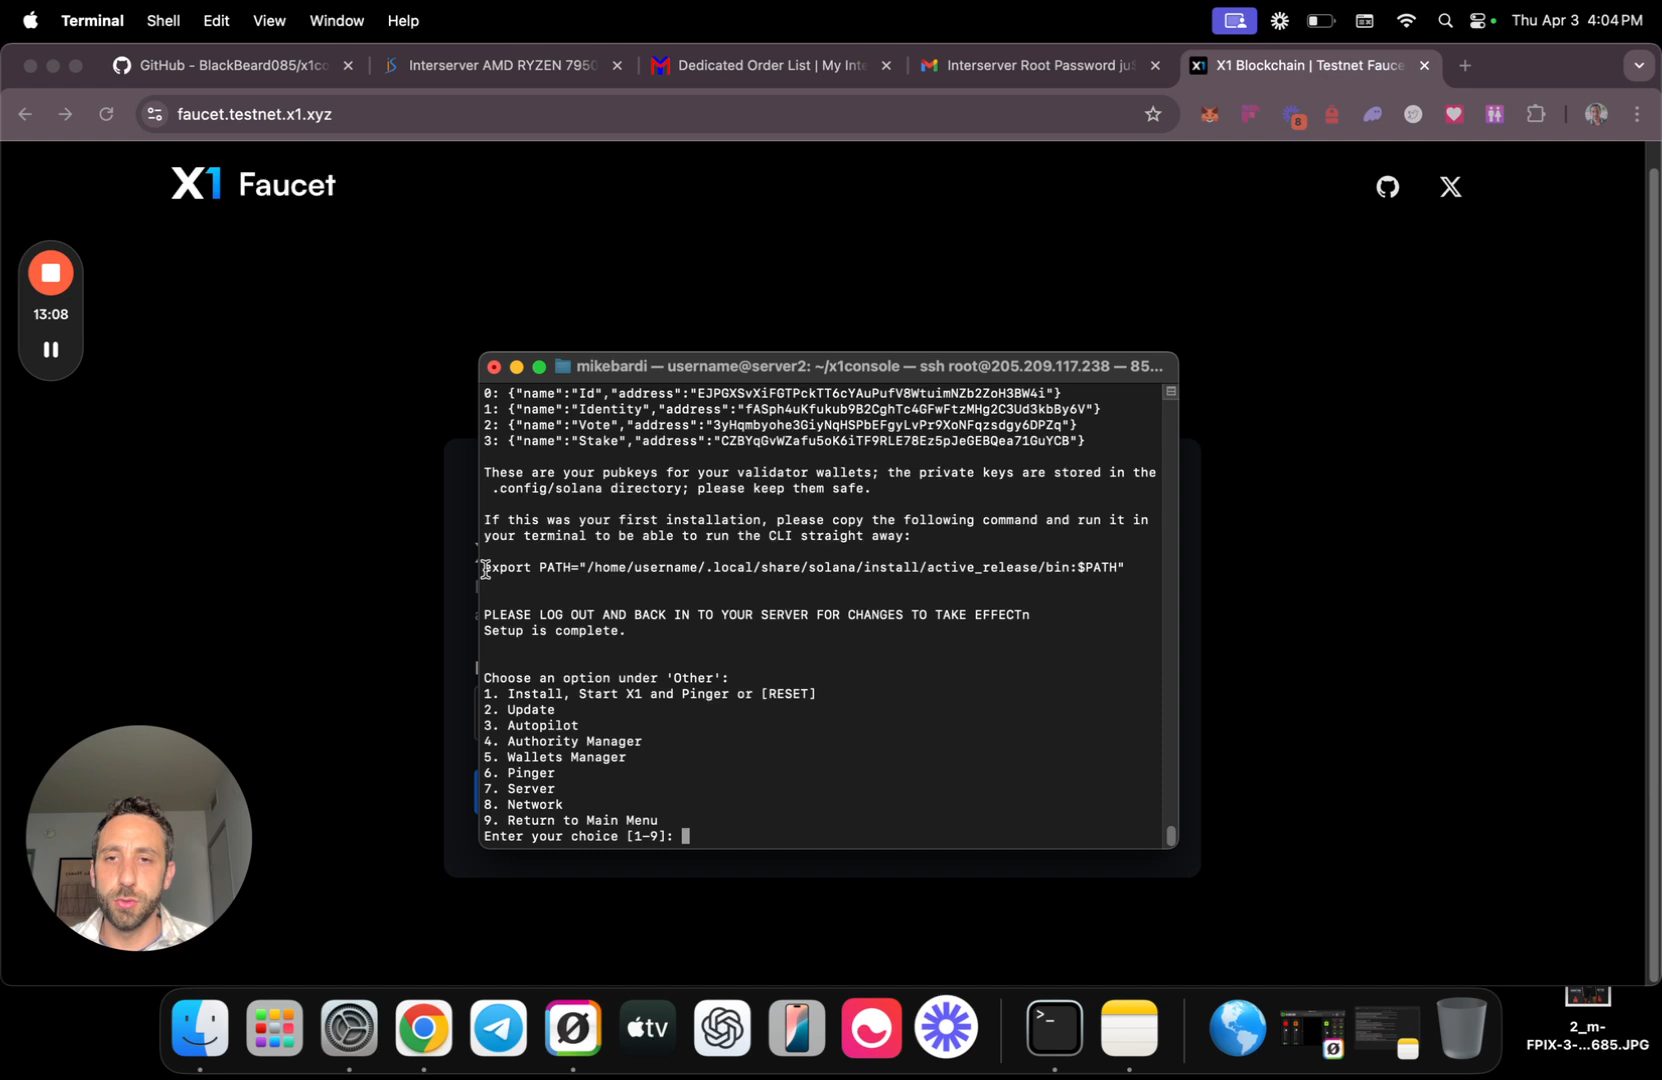 Terminal Shell Edit View Window Help
Thu Apr 3 4:04 PM
GitHub - BlackBeard085/x1co
Interserver AMD RYZEN 7950
Dedicated Order List | My Inte
Interserver Root Password jus
X1 Blockchain | Testnet Fauce
faucet.testnet.x1.xyz
8
X1 Faucet
13:08
mikebardi — username@server2: ~/x1console — ssh root@205.209.117.238 — 85...
0: {"name":"Id","address":"EJPGXSvXiFGTPckTT6cYAuPufV8WtuimNZb2ZoH3BW4i"}
1: {"name":"Identity","address":"fASph4uKfukub9B2CghTc4GFwFtzMHg2C3Ud3kbBy6V"}
2: {"name":"Vote","address":"3yHqmbyohe3GiyNqHSPbEFgyLvPr9XoNFqzsdgy6DPZq"}
3: {"name":"Stake","address":"CZBYqGvWZafu5oK6iTF9RLE78Ez5pJeGEBQea71GuYCB"}
These are your pubkeys for your validator wallets; the private keys are stored in the
.config/solana directory; please keep them safe.
If this was your first installation, please copy the following command and run it in
your terminal to be able to run the CLI straight away:
export PATH="/home/username/.local/share/solana/install/active_release/bin:$PATH"
PLEASE LOG OUT AND BACK IN TO YOUR SERVER FOR CHANGES TO TAKE EFFECTn
Setup is complete.
Choose an option under 'Other':
1. Install, Start X1 and Pinger or [RESET]
2. Update
3. Autopilot
4. Authority Manager
5. Wallets Manager
6. Pinger
7. Server
8. Network
9. Return to Main Menu
Enter your choice [1-9]:
tv
2_m-
FPIX-3-...685.JPG